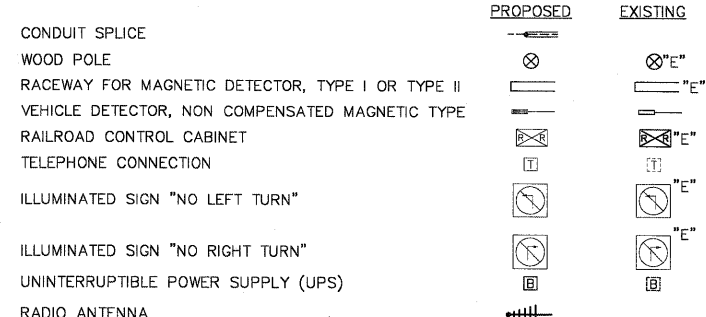 PROPOSED EXISTING
CONDUIT SPLICE
WOOD POLE "E"
RACEWAY FOR MAGNETIC DETECTOR, TYPE I OR TYPE II "E"
VEHICLE DETECTOR, NON COMPENSATED MAGNETIC TYPE
RAILROAD CONTROL CABINET R R R R "E"
TELEPHONE CONNECTION T T
ILLUMINATED SIGN "NO LEFT TURN" "E"
ILLUMINATED SIGN "NO RIGHT TURN" "E"
UNINTERRUPTIBLE POWER SUPPLY (UPS) B B
RADIO ANTENNA